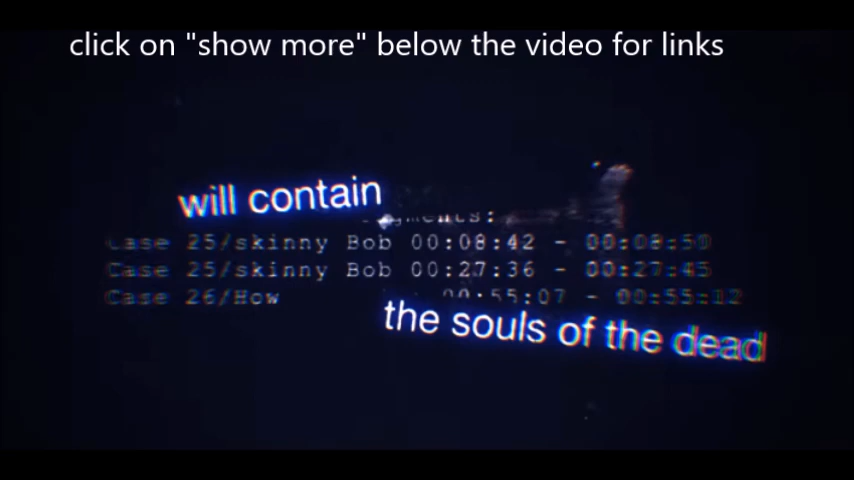 click on "show more" below the video for links
will contain
Case 25/skinny Bob 00:08:42 - 00:08:50
Case 25/skinny Bob 00:27:36 - 00:27:45
Case 26/How 00:55:07 - 00:55:12
the souls of the dead